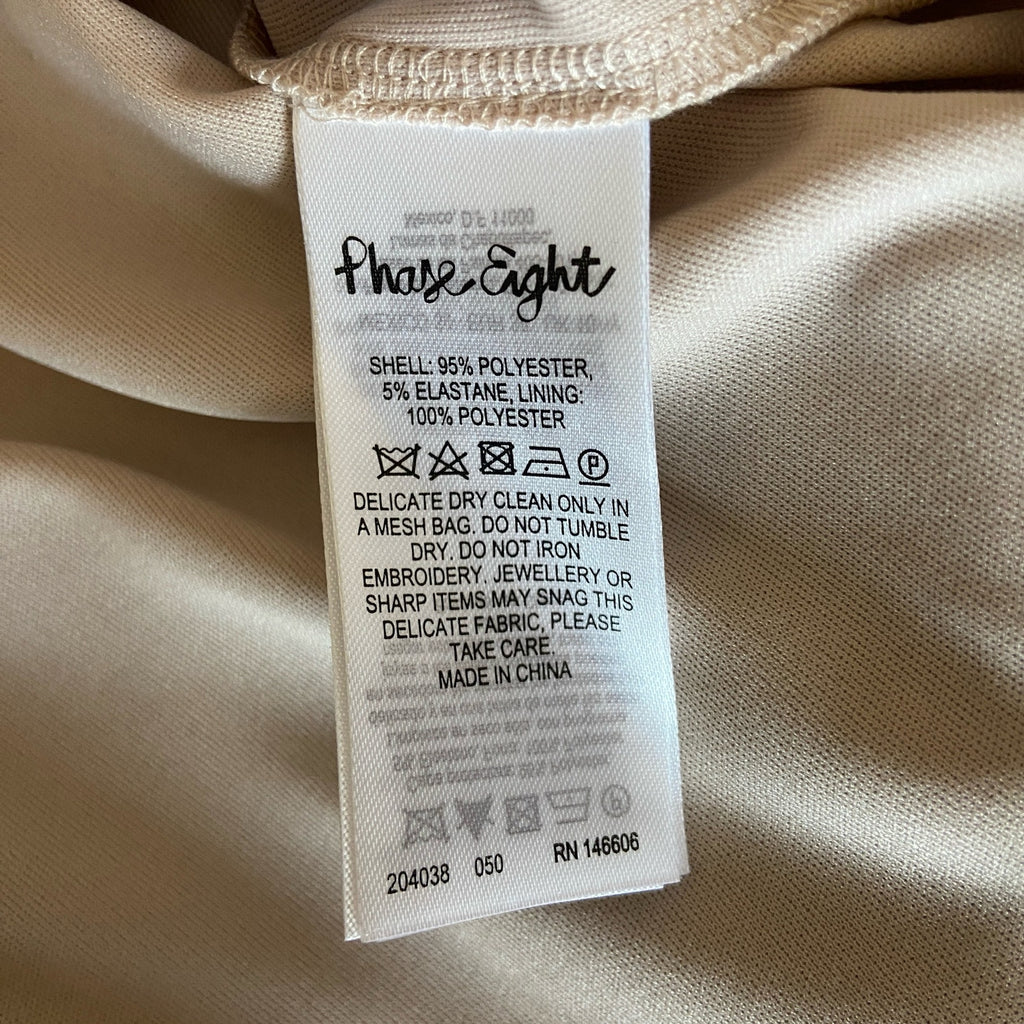 Mexico, D.F 11000
Phase Eight
SHELL: 95% POLYESTER,
5% ELASTANE, LINING:
100% POLYESTER
P
DELICATE DRY CLEAN ONLY IN
A MESH BAG. DO NOT TUMBLE
DRY. DO NOT IRON
EMBROIDERY. JEWELLERY OR
SHARP ITEMS MAY SNAG THIS
DELICATE FABRIC, PLEASE
TAKE CARE.
MADE IN CHINA
204038 050 RN 146606